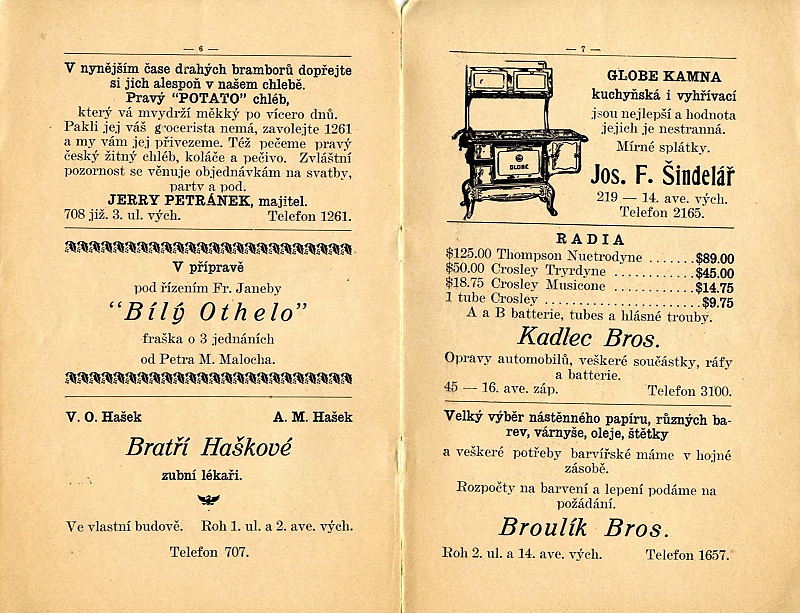 — 6 —
V nynějším čase drahých bramborů dopřejte
si jich alespoň v našem chlebě.
Pravý “POTATO” chléb,
který vá mvydrží měkký po vícero dnů.
Pakli jej váš grocerista nemá, zavolejte 1261
a my vám jej přivezeme. Též pečeme pravý
český žitný chléb, koláče a pečivo. Zvláštní
pozornost se věnuje objednávkám na svatby,
party a pod.
JERRY PETRÁNEK, majitel.
708 již. 3. ul. vých. Telefon 1261.
V přípravě
pod řízením Fr. Janeby
“Bílý Othelo”
fraška o 3 jednáních
od Petra M. Malocha.
V. O. Hašek A. M. Hašek
Bratří Haškové
zubní lékaři.
Ve vlastní budově. Roh 1. ul. a 2. ave. vých.
Telefon 707.
— 7 —
GLOBE KAMNA
kuchyňská i vyhřívací
jsou nejlepší a hodnota
jejich je nestranná.
Mírné splátky.
Jos. F. Šindelář
219 — 14. ave. vých.
Telefon 2165.
GLOBE
RADIA
$125.00 Thompson Nuetrodyne ....... $89.00
$50.00 Crosley Tryrdyne ............ $45.00
$18.75 Crosley Musicone ............ $14.75
1 tube Crosley ...................... $9.75
A a B batterie, tubes a hlásné trouby.
Kadlec Bros.
Opravy automobilů, veškeré součástky, ráfy
a batterie.
45 — 16. ave. záp. Telefon 3100.
Velký výběr nástěnného papíru, různých ba-
rev, várnyše, oleje, štětky
a veškeré potřeby barvířské máme v hojné
zásobě.
Rozpočty na barvení a lepení podáme na
požádání.
Broulík Bros.
Roh 2. ul. a 14. ave. vých. Telefon 1657.